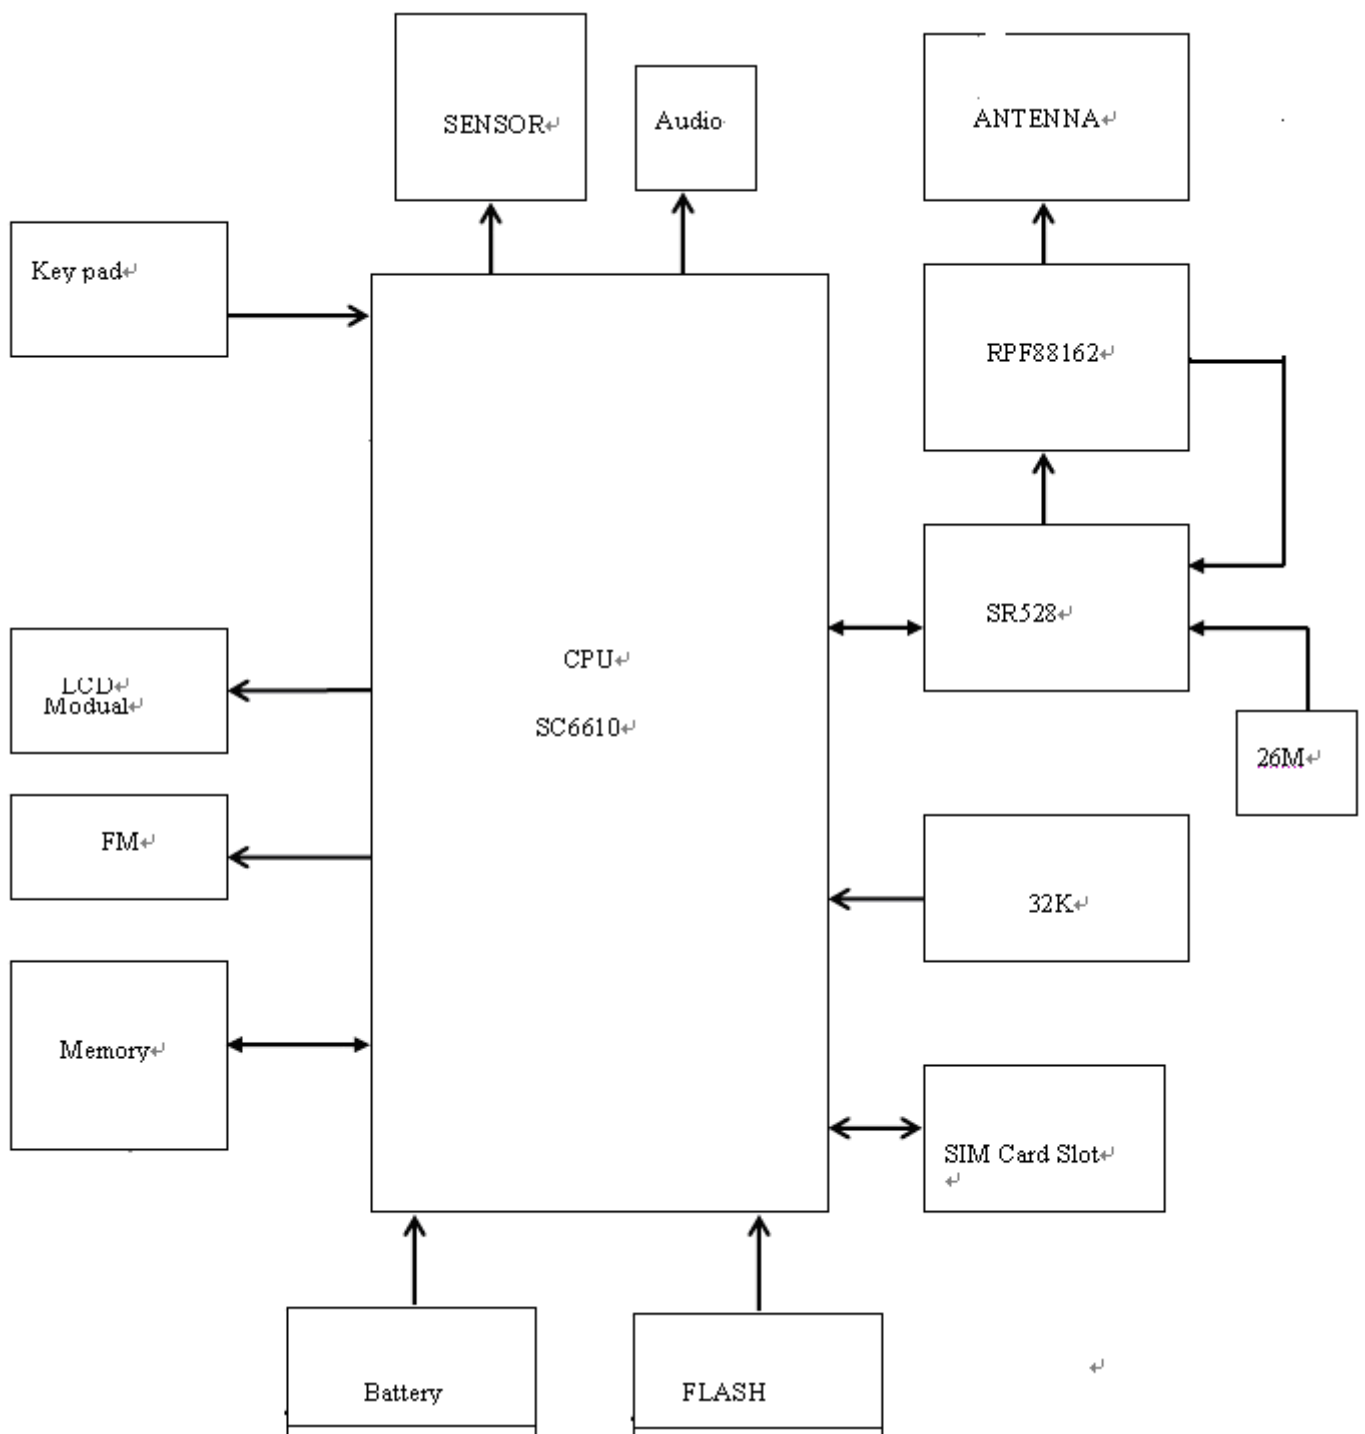 SENSOR
Audio
ANTENNA
Key pad
RPF88162
SR528
CPU
SC6610
LCD
Modual
26M
FM
32K
Memory
SIM Card Slot
Battery
FLASH